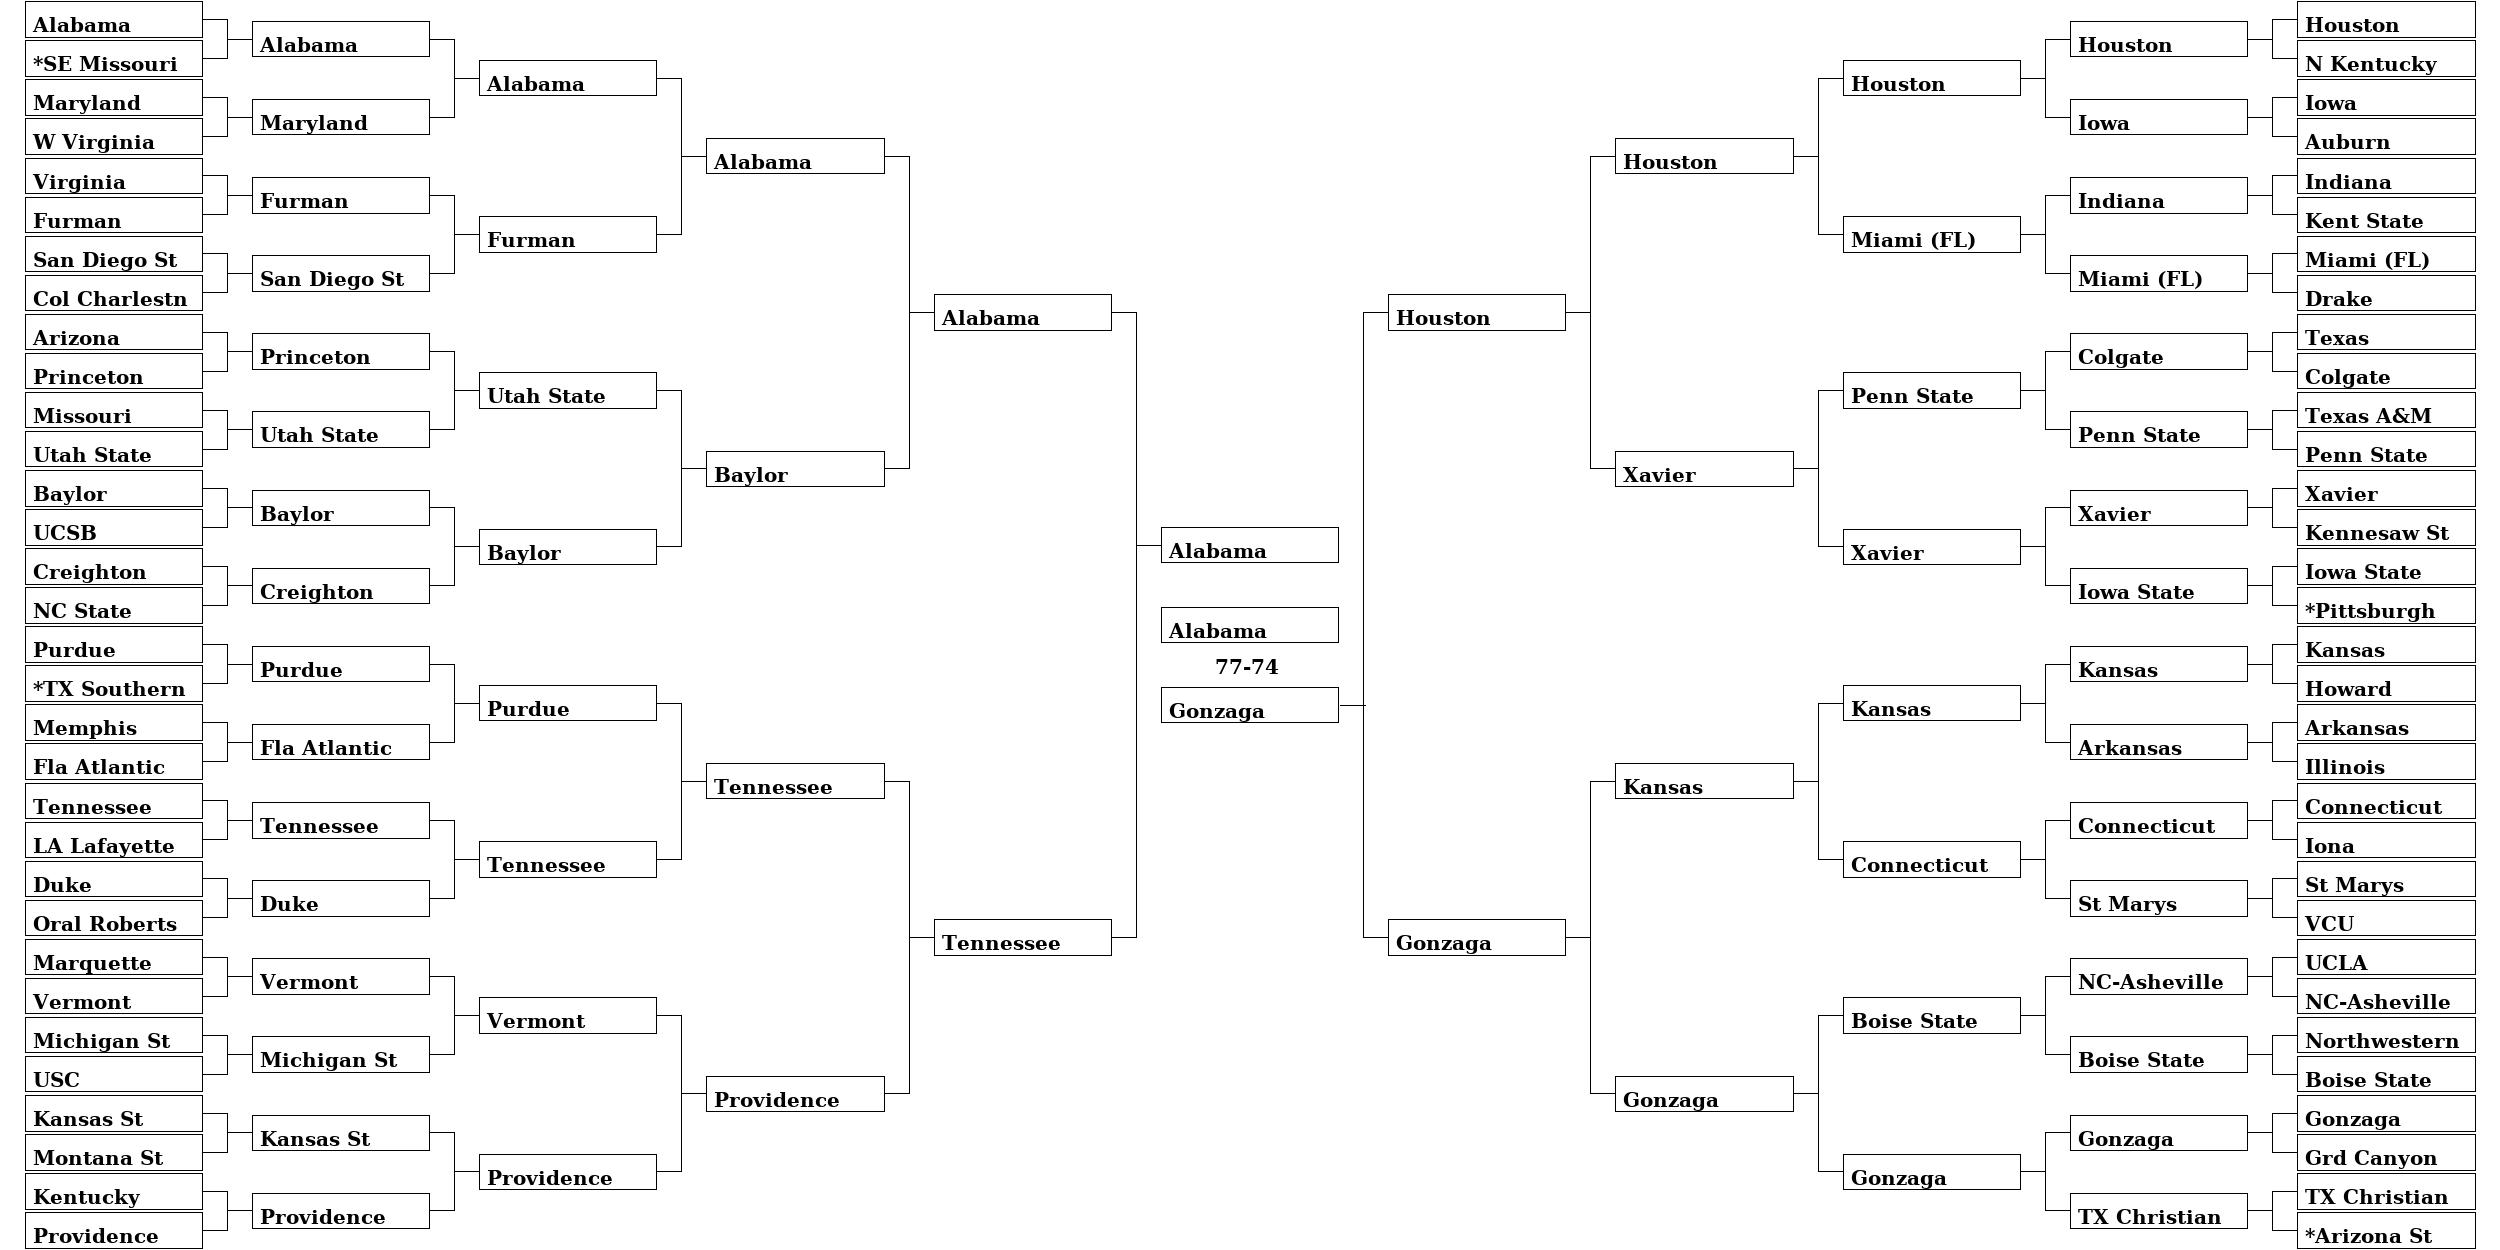 Alabama
*SE Missouri
Maryland
W Virginia
Virginia
Furman
San Diego St
Col Charlestn
Arizona
Princeton
Missouri
Utah State
Baylor
UCSB
Creighton
NC State
Purdue
*TX Southern
Memphis
Fla Atlantic
Tennessee
LA Lafayette
Duke
Oral Roberts
Marquette
Vermont
Michigan St
USC
Kansas St
Montana St
Kentucky
Providence
Alabama
Maryland
Furman
San Diego St
Princeton
Utah State
Baylor
Creighton
Purdue
Fla Atlantic
Tennessee
Duke
Vermont
Michigan St
Kansas St
Providence
Alabama
Furman
Utah State
Baylor
Purdue
Tennessee
Vermont
Providence
Alabama
Baylor
Tennessee
Providence
Alabama
Tennessee
Alabama
Alabama
77-74
Gonzaga
Houston
Gonzaga
Houston
Xavier
Kansas
Gonzaga
Houston
Miami (FL)
Penn State
Xavier
Kansas
Connecticut
Boise State
Gonzaga
Houston
Iowa
Indiana
Miami (FL)
Colgate
Penn State
Xavier
Iowa State
Kansas
Arkansas
Connecticut
St Marys
NC-Asheville
Boise State
Gonzaga
TX Christian
Houston
N Kentucky
Iowa
Auburn
Indiana
Kent State
Miami (FL)
Drake
Texas
Colgate
Texas A&M
Penn State
Xavier
Kennesaw St
Iowa State
*Pittsburgh
Kansas
Howard
Arkansas
Illinois
Connecticut
Iona
St Marys
VCU
UCLA
NC-Asheville
Northwestern
Boise State
Gonzaga
Grd Canyon
TX Christian
*Arizona St